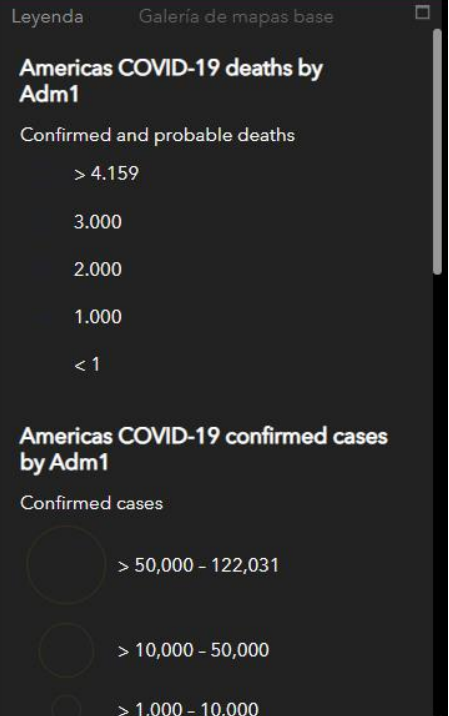 Leyenda Galería de mapas base
Americas COVID-19 deaths by
Adm1
Confirmed and probable deaths
> 4.159
3.000
2.000
1.000
< 1
Americas COVID-19 confirmed cases
by Adm1
Confirmed cases
> 50,000 – 122,031
> 10,000 – 50,000
> 1,000 – 10,000